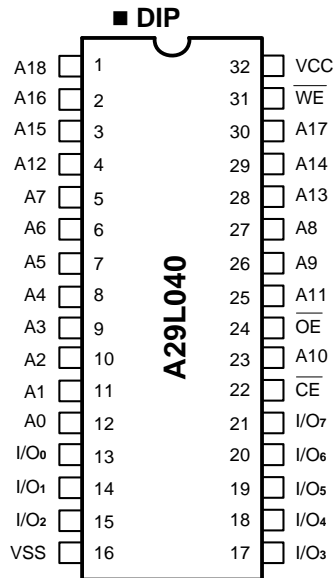 ■ DIP
A18 1 32 VCC
A16 2 31 W̅E̅
A15 3 30 A17
A12 4 29 A14
A7 5 28 A13
A6 6 27 A8
A5 7 26 A9
A4 8 25 A11
A3 9 24 O̅E̅
A2 10 23 A10
A1 11 22 C̅E̅
A0 12 21 I/O7
I/O0 13 20 I/O6
I/O1 14 19 I/O5
I/O2 15 18 I/O4
VSS 16 17 I/O3
A29L040